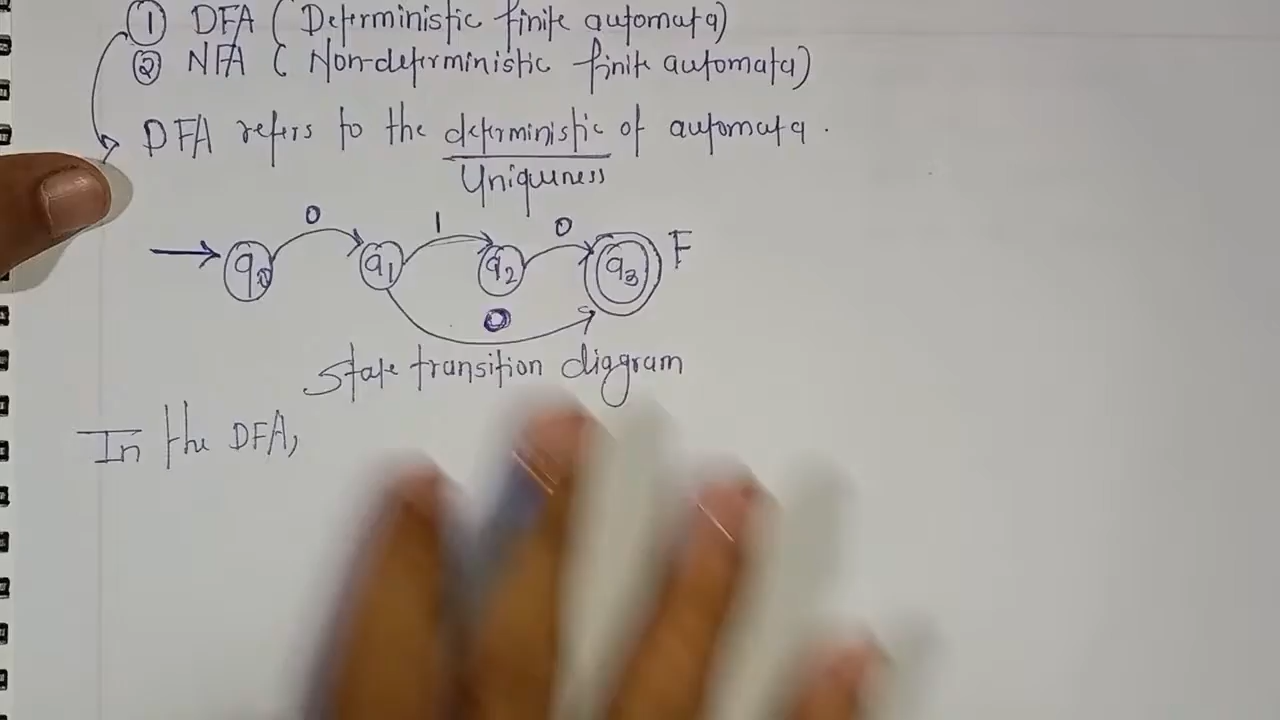 ① DFA ( Deterministic finite automata)
② NFA ( Non-deterministic finite automata)
DFA refers to the deterministic of automata .
Uniqueness
0 1 0
q0 q1 q2 q3 F
0
State transition diagram
In the DFA,